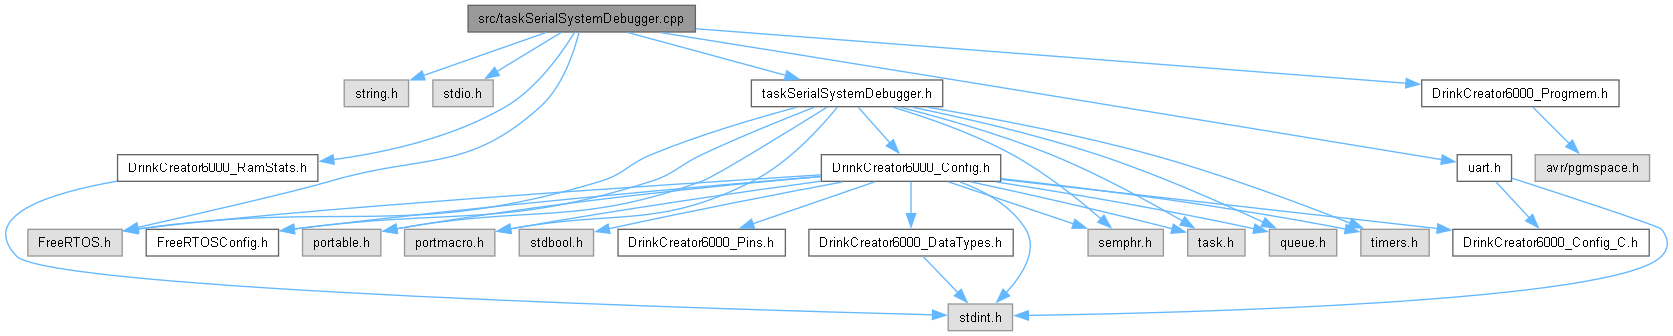 src/taskSerialSystemDebugger.cpp
string.h
stdio.h
taskSerialSystemDebugger.h
DrinkCreator6000_Progmem.h
DrinkCreator6000_RamStats.h
DrinkCreator6000_Config.h
uart.h
avr/pgmspace.h
FreeRTOS.h
FreeRTOSConfig.h
portable.h
portmacro.h
stdbool.h
DrinkCreator6000_Pins.h
DrinkCreator6000_DataTypes.h
semphr.h
task.h
queue.h
timers.h
DrinkCreator6000_Config_C.h
stdint.h